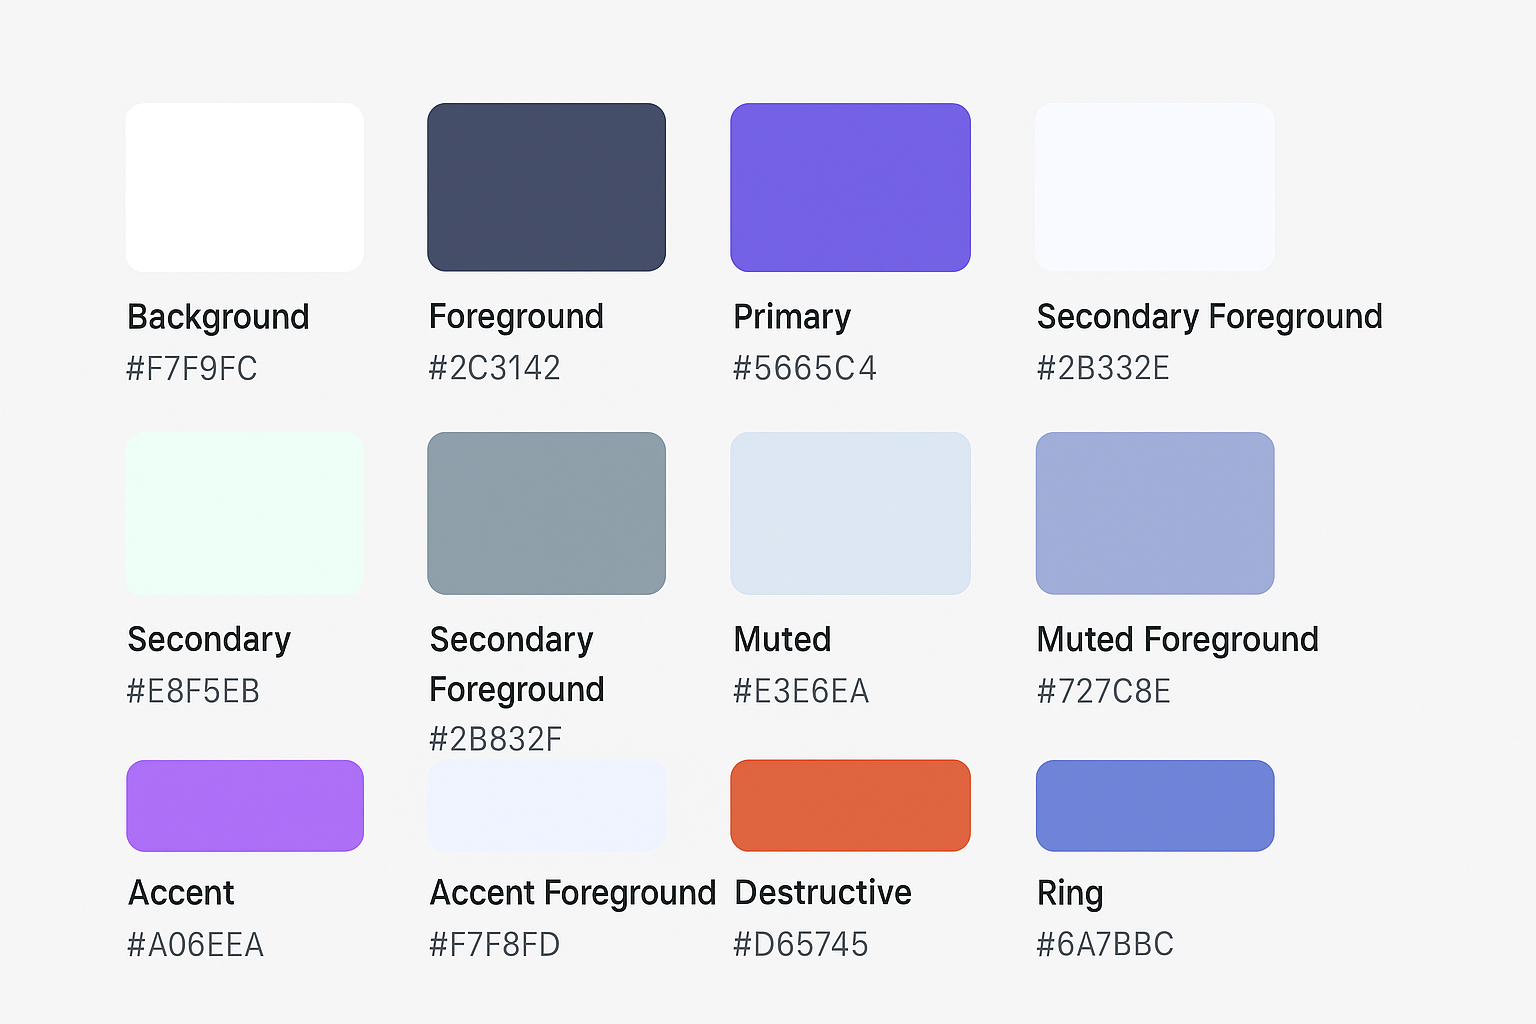 Background
#F7F9FC
Foreground
#2C3142
Primary
#5665C4
Secondary Foreground
#2B332E
Secondary
#E8F5EB
Secondary
Foreground
#2B832F
Muted
#E3E6EA
Muted Foreground
#727C8E
Accent
#A06EEA
Accent Foreground
#F7F8FD
Destructive
#D65745
Ring
#6A7BBC